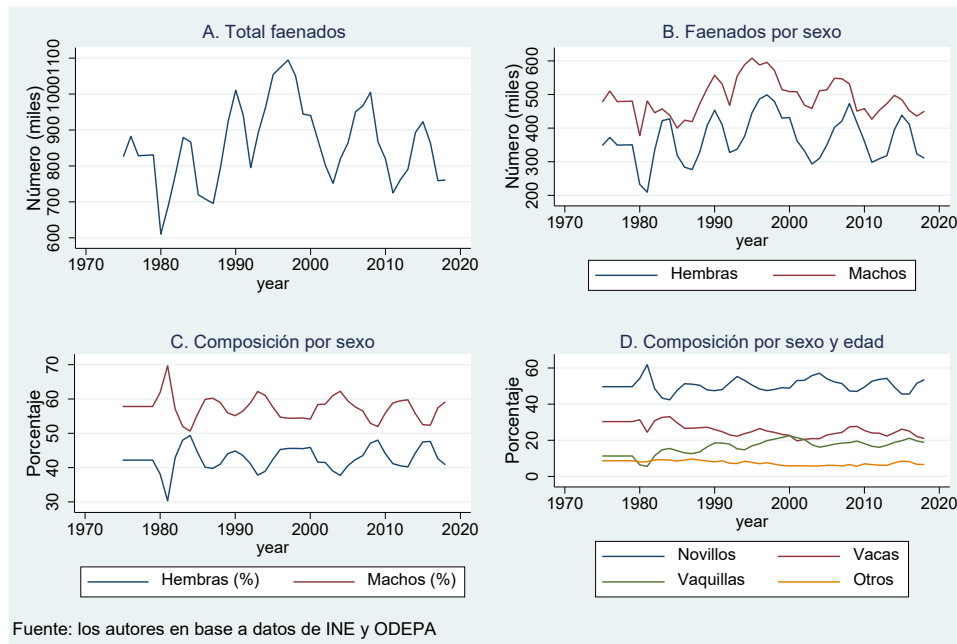 A. Total faenados
Número (miles)
600 700 800 900 1000 1100
1970 1980 1990 2000 2010 2020
year
B. Faenados por sexo
Número (miles)
200 300 400 500 600
1970 1980 1990 2000 2010 2020
year
Hembras Machos
C. Composición por sexo
Porcentaje
30 40 50 60 70
1970 1980 1990 2000 2010 2020
year
Hembras (%) Machos (%)
D. Composición por sexo y edad
Porcentaje
0 20 40 60
1970 1980 1990 2000 2010 2020
year
Novillos Vacas
Vaquillas Otros
Fuente: los autores en base a datos de INE y ODEPA